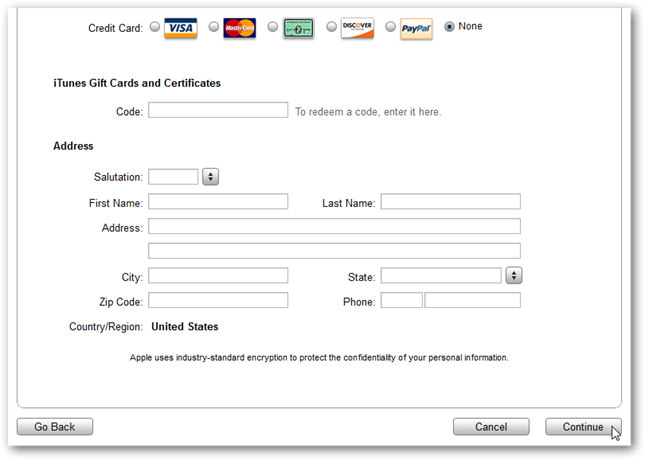 Credit Card: VISA MasterCard DISCOVER NETWORK PayPal None
iTunes Gift Cards and Certificates
Code: To redeem a code, enter it here.
Address
Salutation:
First Name: Last Name:
Address:
City: State:
Zip Code: Phone:
Country/Region: United States
Apple uses industry-standard encryption to protect the confidentiality of your personal information.
Go Back Cancel Continue